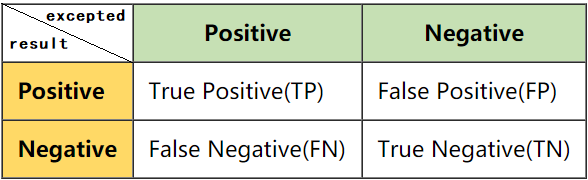 excepted
result
Positive
Negative
Positive
True Positive(TP)
False Positive(FP)
Negative
False Negative(FN)
True Negative(TN)